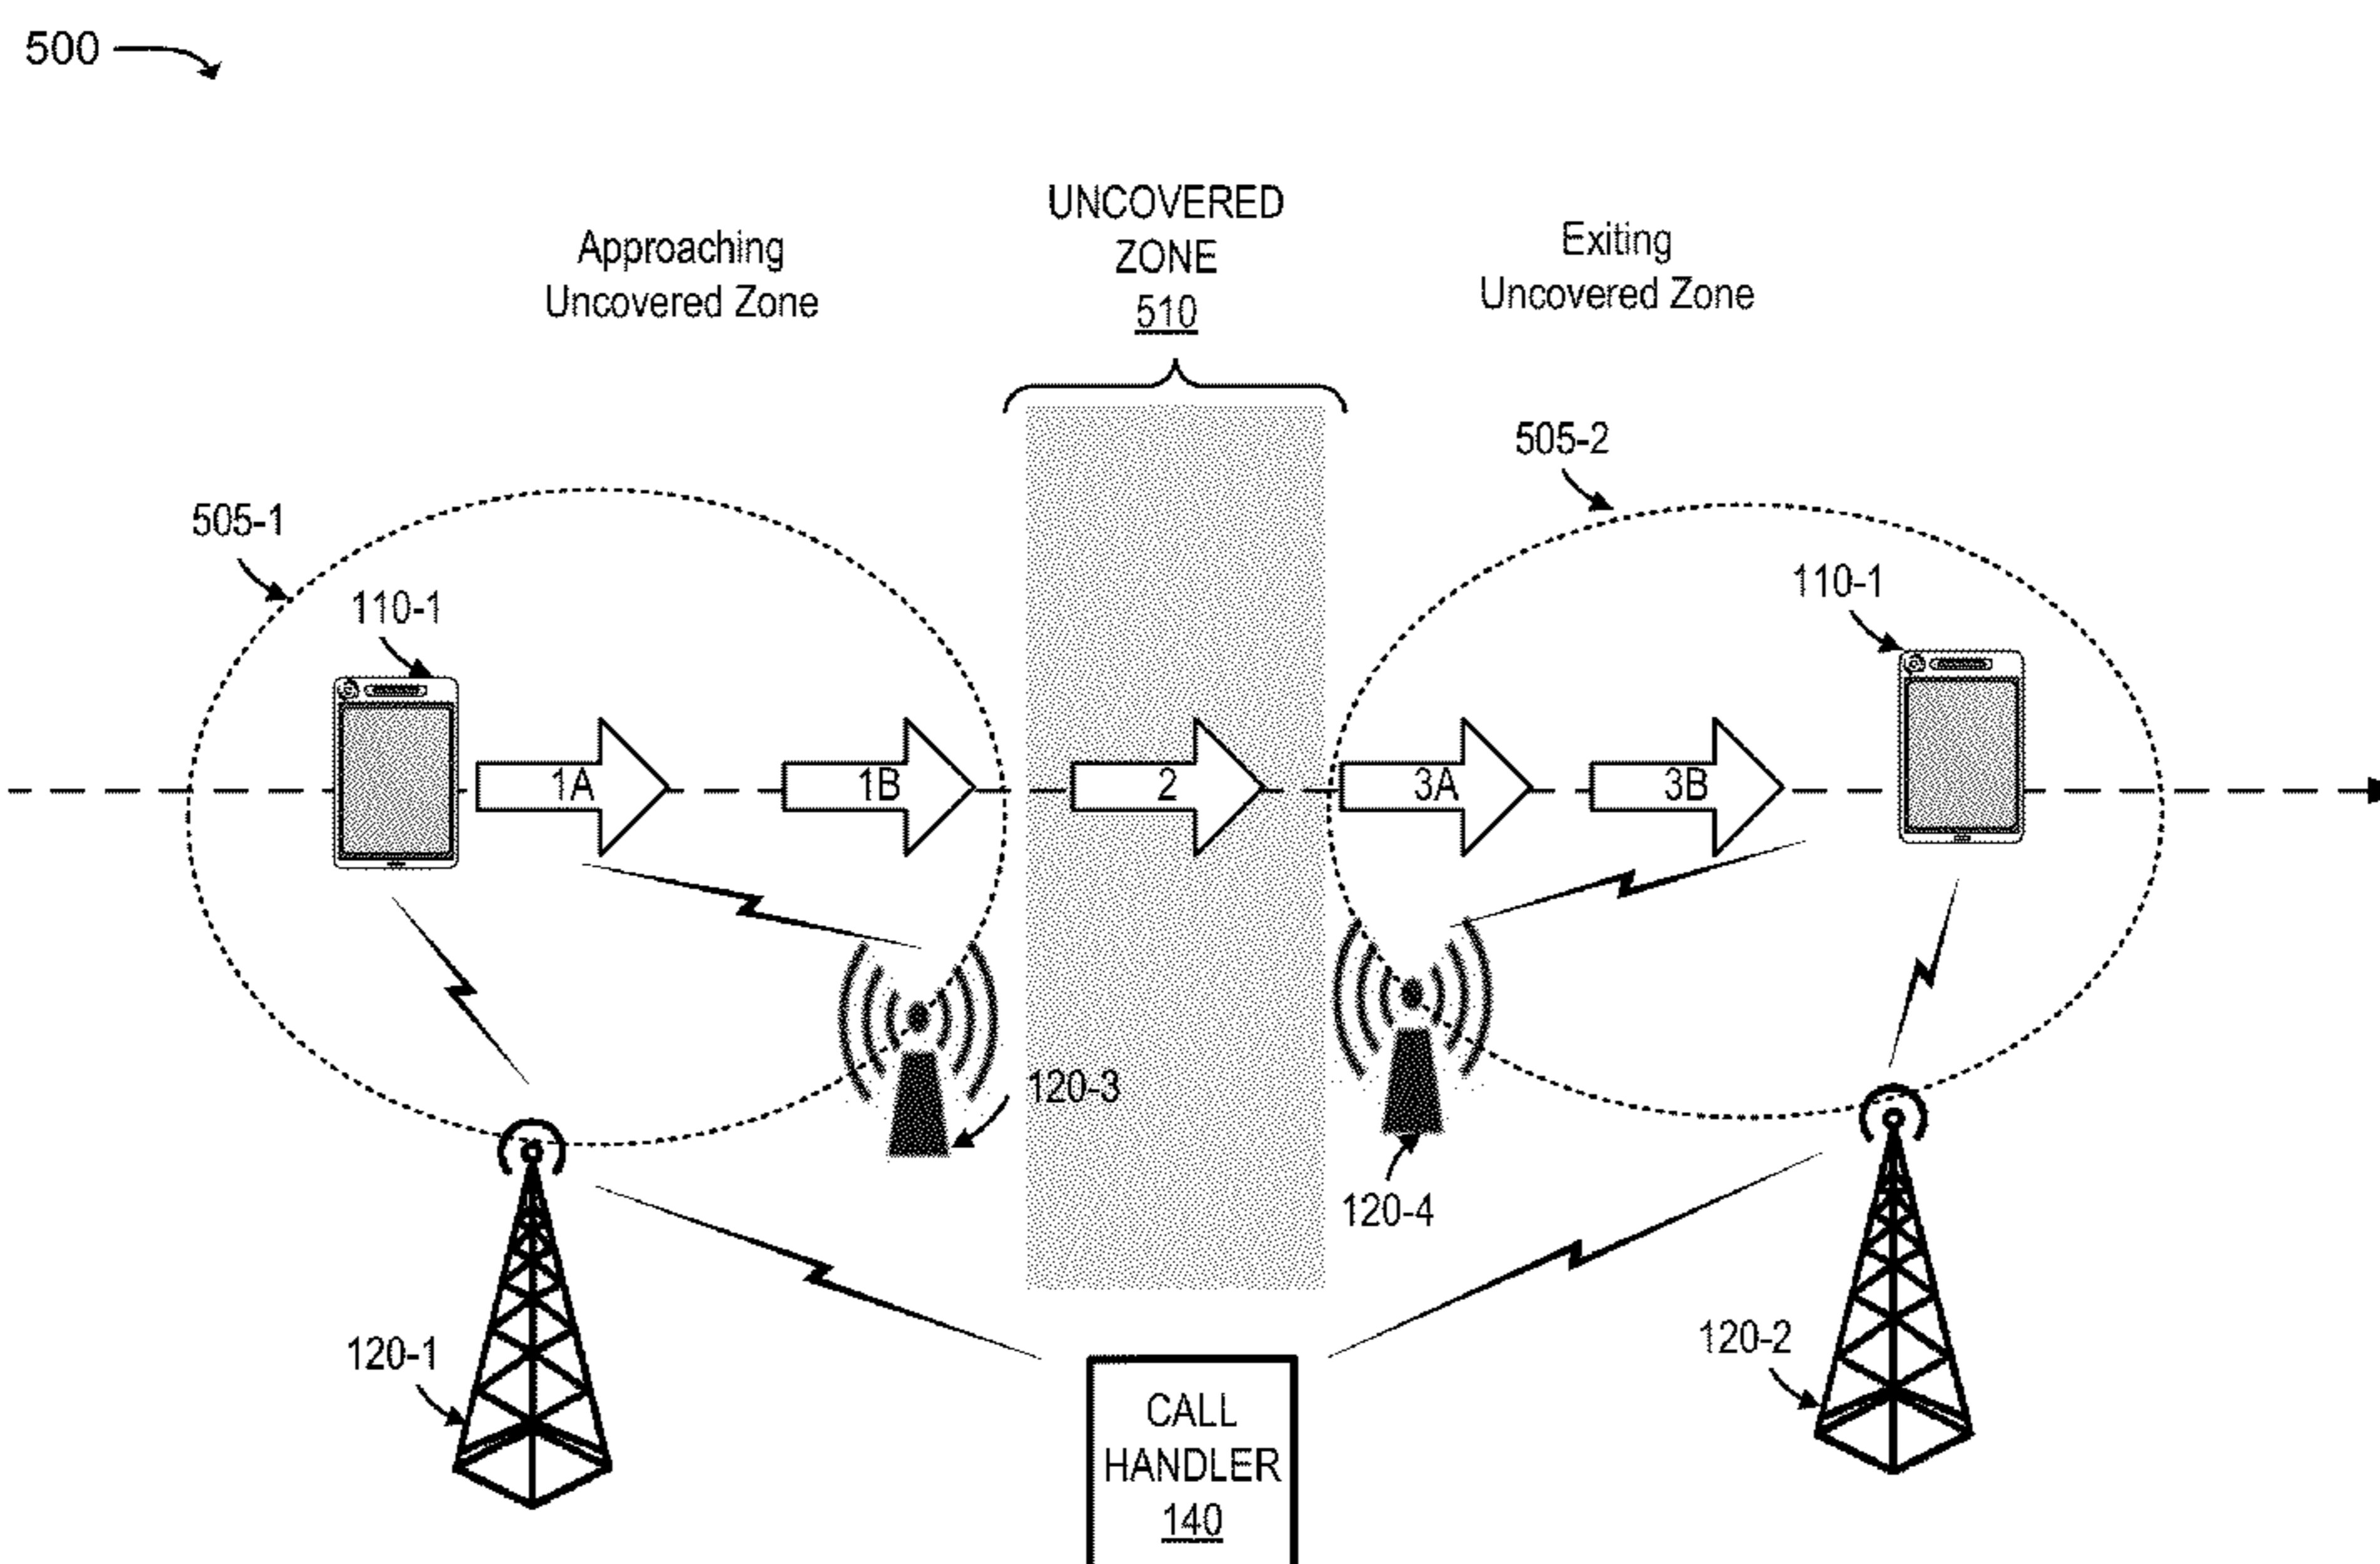 500
UNCOVERED
ZONE
510
Approaching
Uncovered Zone
Exiting
Uncovered Zone
505-1
505-2
110-1
110-1
1A
1B
2
3A
3B
120-3
120-4
120-1
120-2
CALL
HANDLER
140